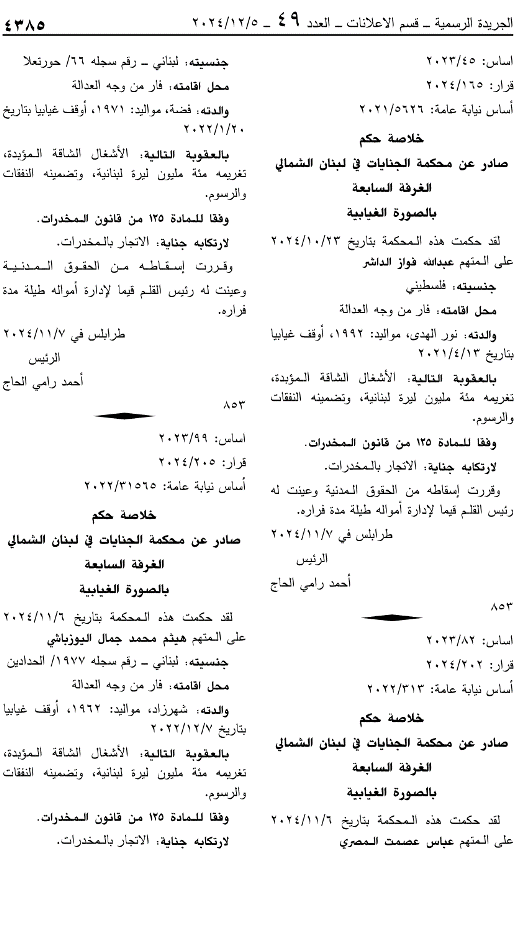 الجريدة الرسمية – قسم الاعلانات – العدد ٤٩ – ٢٠٢٤/١٢/٥
٤٣٨٥
اساس: ٢٠٢٣/٤٥
قرار: ٢٠٢٤/١٦٥
أساس نيابة عامة: ٢٠٢١/٥٦٢٦
خلاصة حكم
صادر عن محكمة الجنايات في لبنان الشمالي
الغرفة السابعة
بالصورة الغيابية
لقد حكمت هذه المحكمة بتاريخ ٢٠٢٤/١٠/٢٣
على المتهم عبدالله فواز الداشر
جنسيته: فلسطيني
محل اقامته: فار من وجه العدالة
والدته: نور الهدى، مواليد: ١٩٩٢، أوقف غيابيا
بتاريخ ٢٠٢١/٤/١٣
بالعقوبة التالية: الأشغال الشاقة المؤبدة،
تغريمه مئة مليون ليرة لبنانية، وتضمينه النفقات
والرسوم.
وفقا للمادة ١٢٥ من قانون المخدرات.
لارتكابه جناية: الاتجار بالمخدرات.
وقررت إسقاطه من الحقوق المدنية وعينت له
رئيس القلم قيما لإدارة أمواله طيلة مدة فراره.
طرابلس في ٢٠٢٤/١١/٧
الرئيس
أحمد رامي الحاج
٨٥٣
اساس: ٢٠٢٣/٨٢
قرار: ٢٠٢٤/٢٠٢
أساس نيابة عامة: ٢٠٢٢/٣١٣
خلاصة حكم
صادر عن محكمة الجنايات في لبنان الشمالي
الغرفة السابعة
بالصورة الغيابية
لقد حكمت هذه المحكمة بتاريخ ٢٠٢٤/١١/٦
على المتهم عباس عصمت المصري
جنسيته: لبناني – رقم سجله ٦٦/ حورتعلا
محل اقامته: فار من وجه العدالة
والدته: فضة، مواليد: ١٩٧١، أوقف غيابيا بتاريخ
٢٠٢٢/١/٢٠
بالعقوبة التالية: الأشغال الشاقة المؤبدة،
تغريمه مئة مليون ليرة لبنانية، وتضمينه النفقات
والرسوم.
وفقا للمادة ١٢٥ من قانون المخدرات.
لارتكابه جناية: الاتجار بالمخدرات.
وقررت إسقاطه من الحقوق المدنية
وعينت له رئيس القلم قيما لإدارة أمواله طيلة مدة
فراره.
طرابلس في ٢٠٢٤/١١/٧
الرئيس
أحمد رامي الحاج
٨٥٣
اساس: ٢٠٢٣/٩٩
قرار: ٢٠٢٤/٢٠٥
أساس نيابة عامة: ٢٠٢٢/٣١٥٦٥
خلاصة حكم
صادر عن محكمة الجنايات في لبنان الشمالي
الغرفة السابعة
بالصورة الغيابية
لقد حكمت هذه المحكمة بتاريخ ٢٠٢٤/١١/٦
على المتهم هيثم محمد جمال اليوزباشي
جنسيته: لبناني – رقم سجله ١٩٧٧/ الحدادين
محل اقامته: فار من وجه العدالة
والدته: شهرزاد، مواليد: ١٩٦٢، أوقف غيابيا
بتاريخ ٢٠٢٢/١٢/٧
بالعقوبة التالية: الأشغال الشاقة المؤبدة،
تغريمه مئة مليون ليرة لبنانية، وتضمينه النفقات
والرسوم.
وفقا للمادة ١٢٥ من قانون المخدرات.
لارتكابه جناية: الاتجار بالمخدرات.